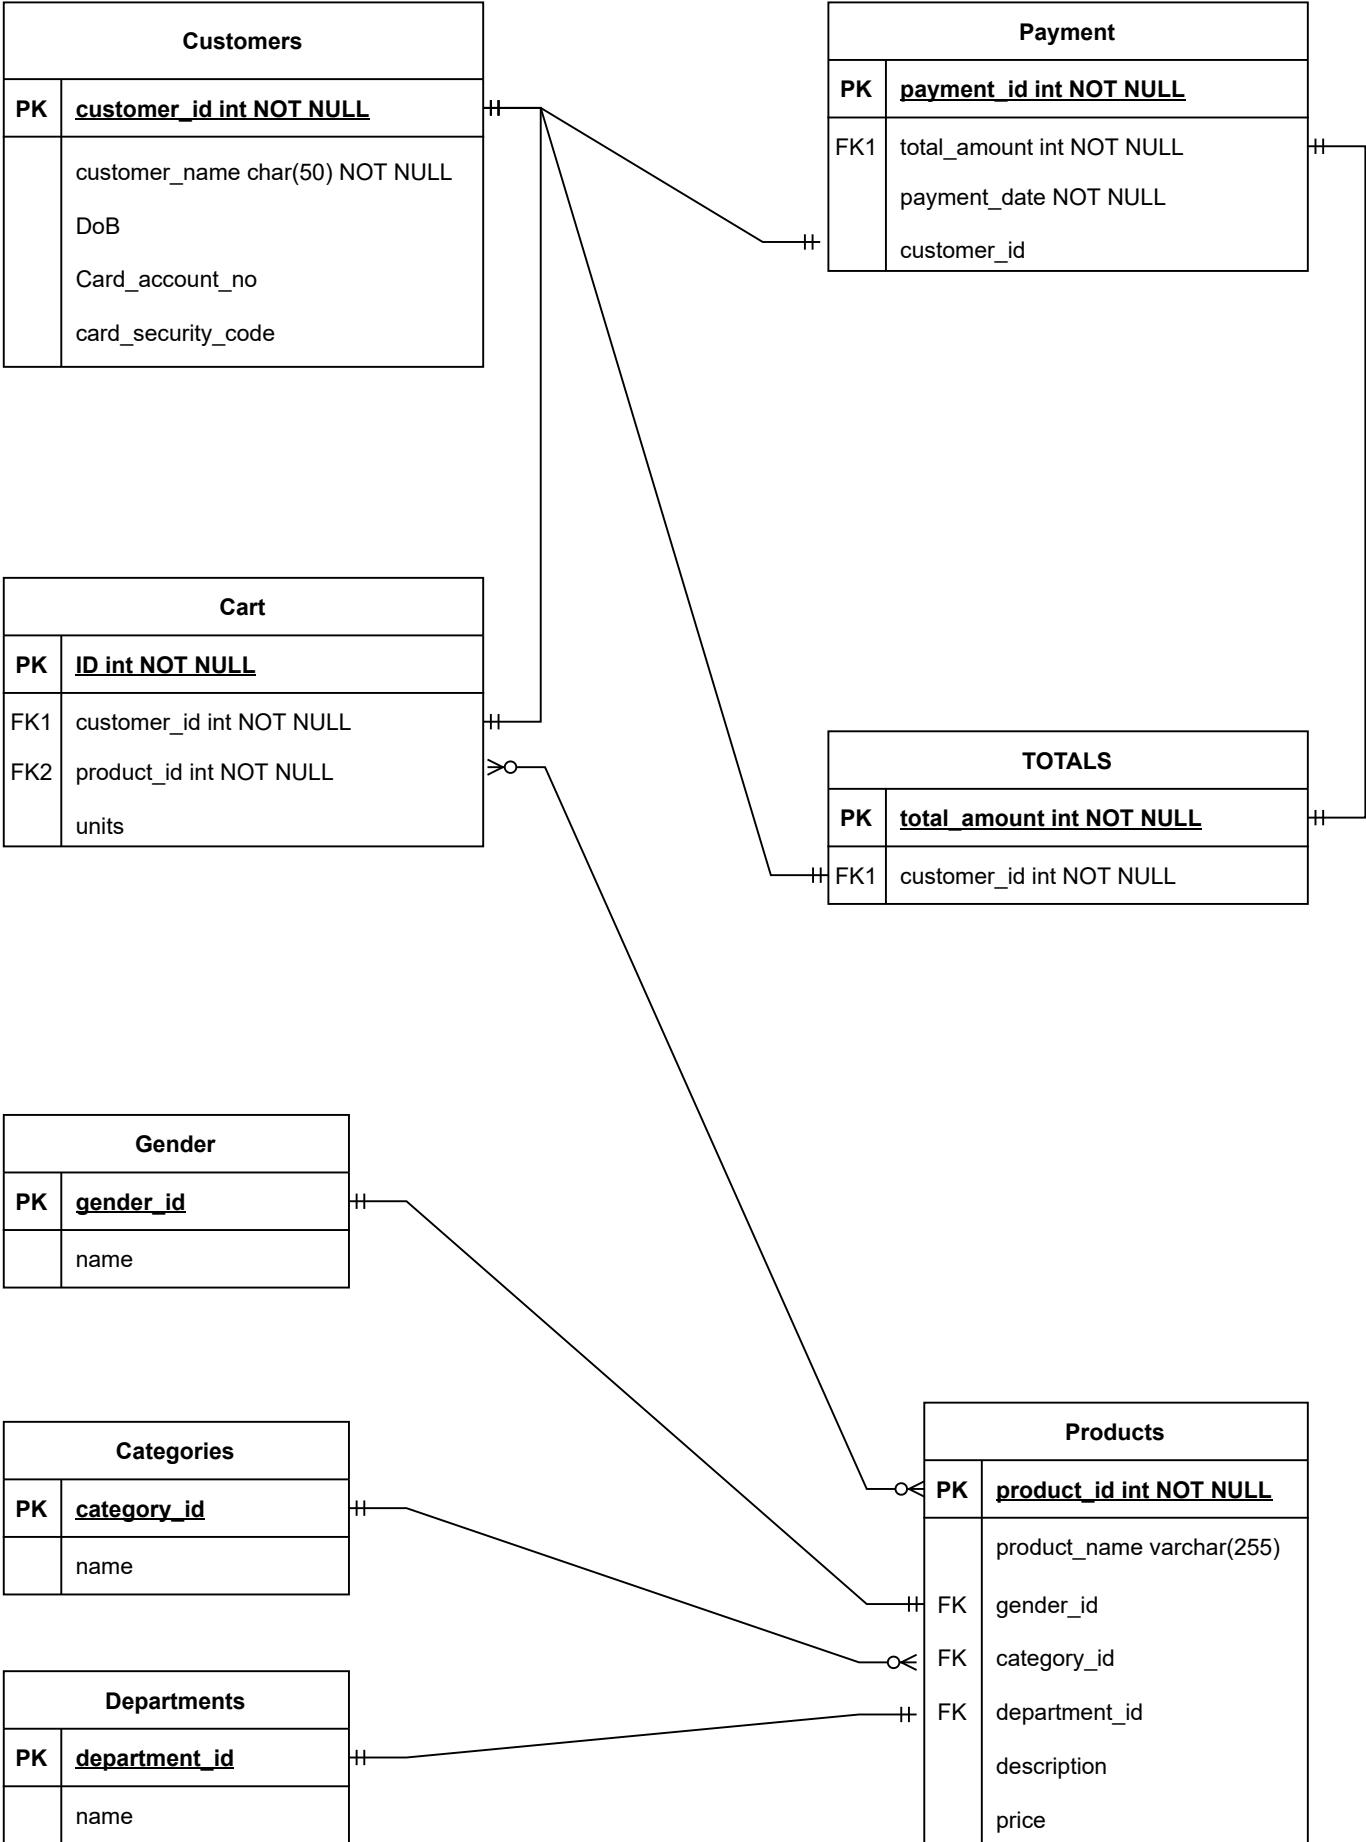 Customers
PK customer_id int NOT NULL
customer_name char(50) NOT NULL
DoB
Card_account_no
card_security_code
Payment
PK payment_id int NOT NULL
FK1 total_amount int NOT NULL
payment_date NOT NULL
customer_id
Cart
PK ID int NOT NULL
FK1 customer_id int NOT NULL
FK2 product_id int NOT NULL
units
TOTALS
PK total_amount int NOT NULL
FK1 customer_id int NOT NULL
Gender
PK gender_id
name
Categories
PK category_id
name
Departments
PK department_id
name
Products
PK product_id int NOT NULL
product_name varchar(255)
FK gender_id
FK category_id
FK department_id
description
price